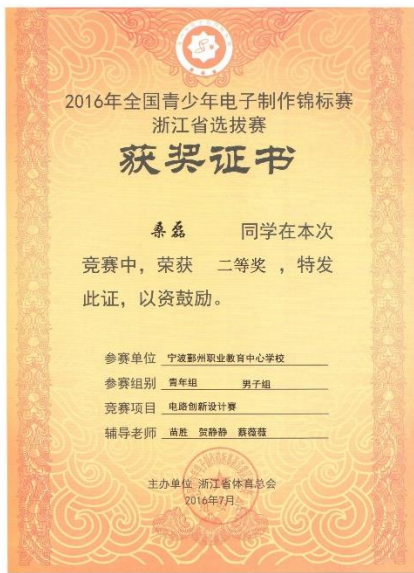 2016年全国青少年电子制作锦标赛
浙江省选拔赛
获奖证书
桑磊 同学在本次
竞赛中，荣获 二等奖 ，特发
此证，以资鼓励。
参赛单位 宁波鄞州职业教育中心学校
参赛组别 青年组 男子组
竞赛项目 电路创新设计赛
辅导老师 苗胜 贺静静 蔡薇薇
主办单位 浙江省体育总会
2016年7月